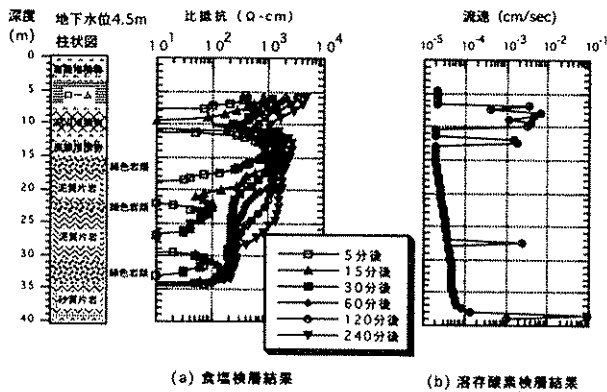 深度 地下水位4.5m
(m) 柱状図
比抵抗 (Ω-cm)
流速 (cm/sec)
10¹ 10² 10³ 10⁴
10⁻⁵ 10⁻³ 10⁻¹
0
5
10
15
20
25
30
35
40
ローム
緑色岩類
泥質片岩
緑色岩類
泥質片岩
緑色岩類
砂質片岩
5分後
15分後
30分後
60分後
120分後
240分後
(a) 食塩検層結果
(b) 溶存酸素検層結果